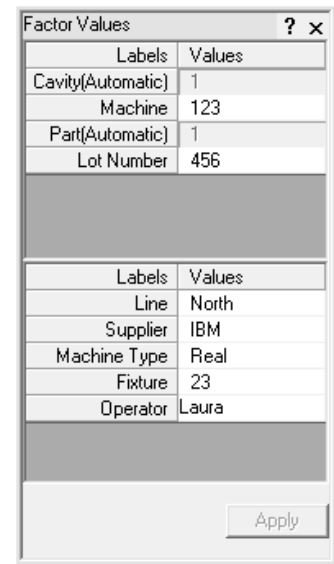 Factor Values ? ×
Labels Values
Cavity(Automatic) 1
Machine 123
Part(Automatic) 1
Lot Number 456
Labels Values
Line North
Supplier IBM
Machine Type Real
Fixture 23
Operator Laura
Apply